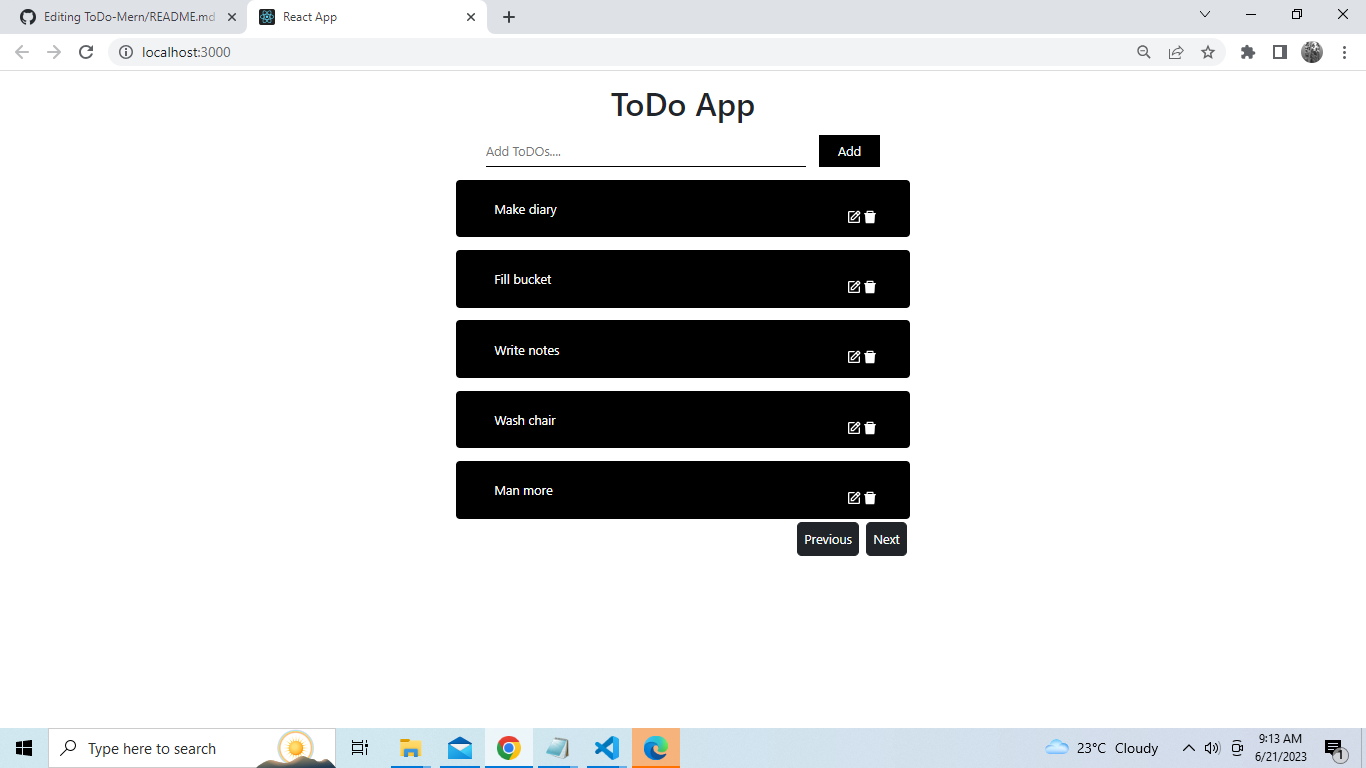 Editing ToDo-Mern/README.md
React App
localhost:3000
ToDo App
Add ToDOs....
Add
Make diary
Fill bucket
Write notes
Wash chair
Man more
Previous
Next
Type here to search
23°C Cloudy
9:13 AM
6/21/2023
1